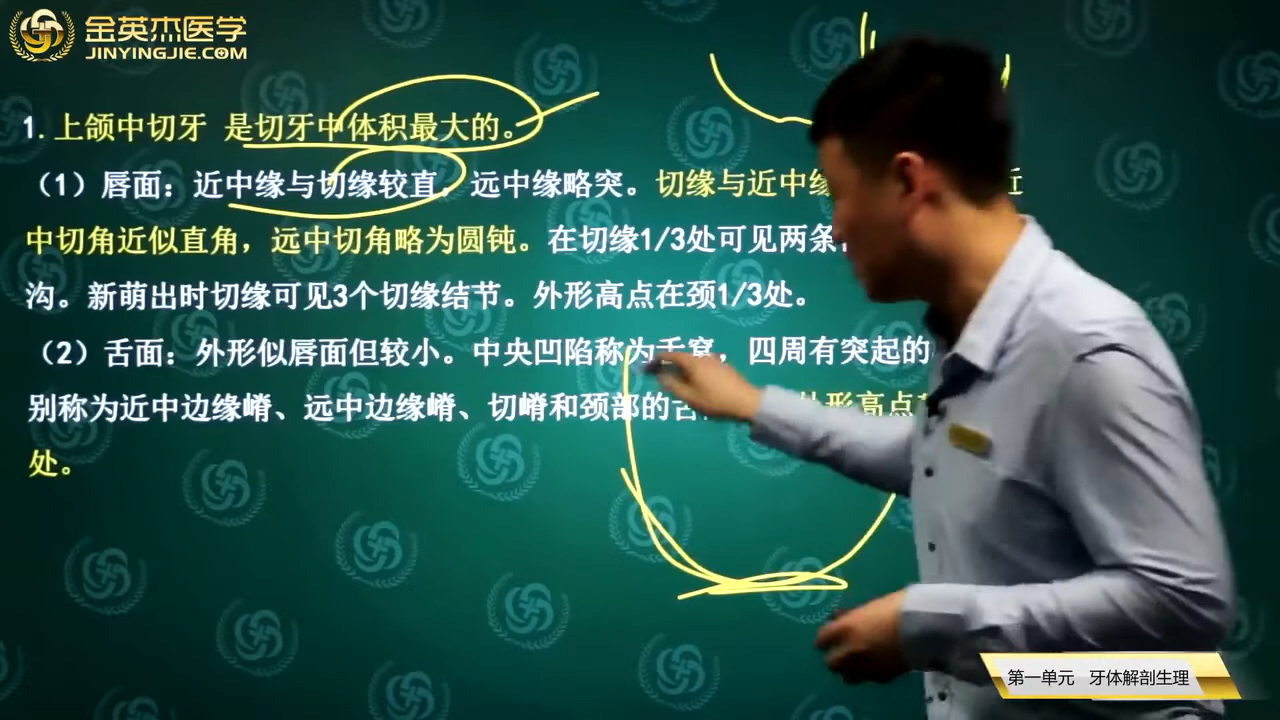 金英杰医学
JINYINGJIE.COM
1.上颌中切牙 是切牙中体积最大的。
（1）唇面：近中缘与切缘较直，远中缘略突。切缘与近中缘 近
中切角近似直角，远中切角略为圆钝。在切缘1/3处可见两条
沟。新萌出时切缘可见3个切缘结节。外形高点在颈1/3处。
（2）舌面：外形似唇面但较小。中央凹陷称为舌窝，四周有突起的
别称为近中边缘嵴、远中边缘嵴、切嵴和颈部的舌 外形高点
处。
第一单元 牙体解剖生理